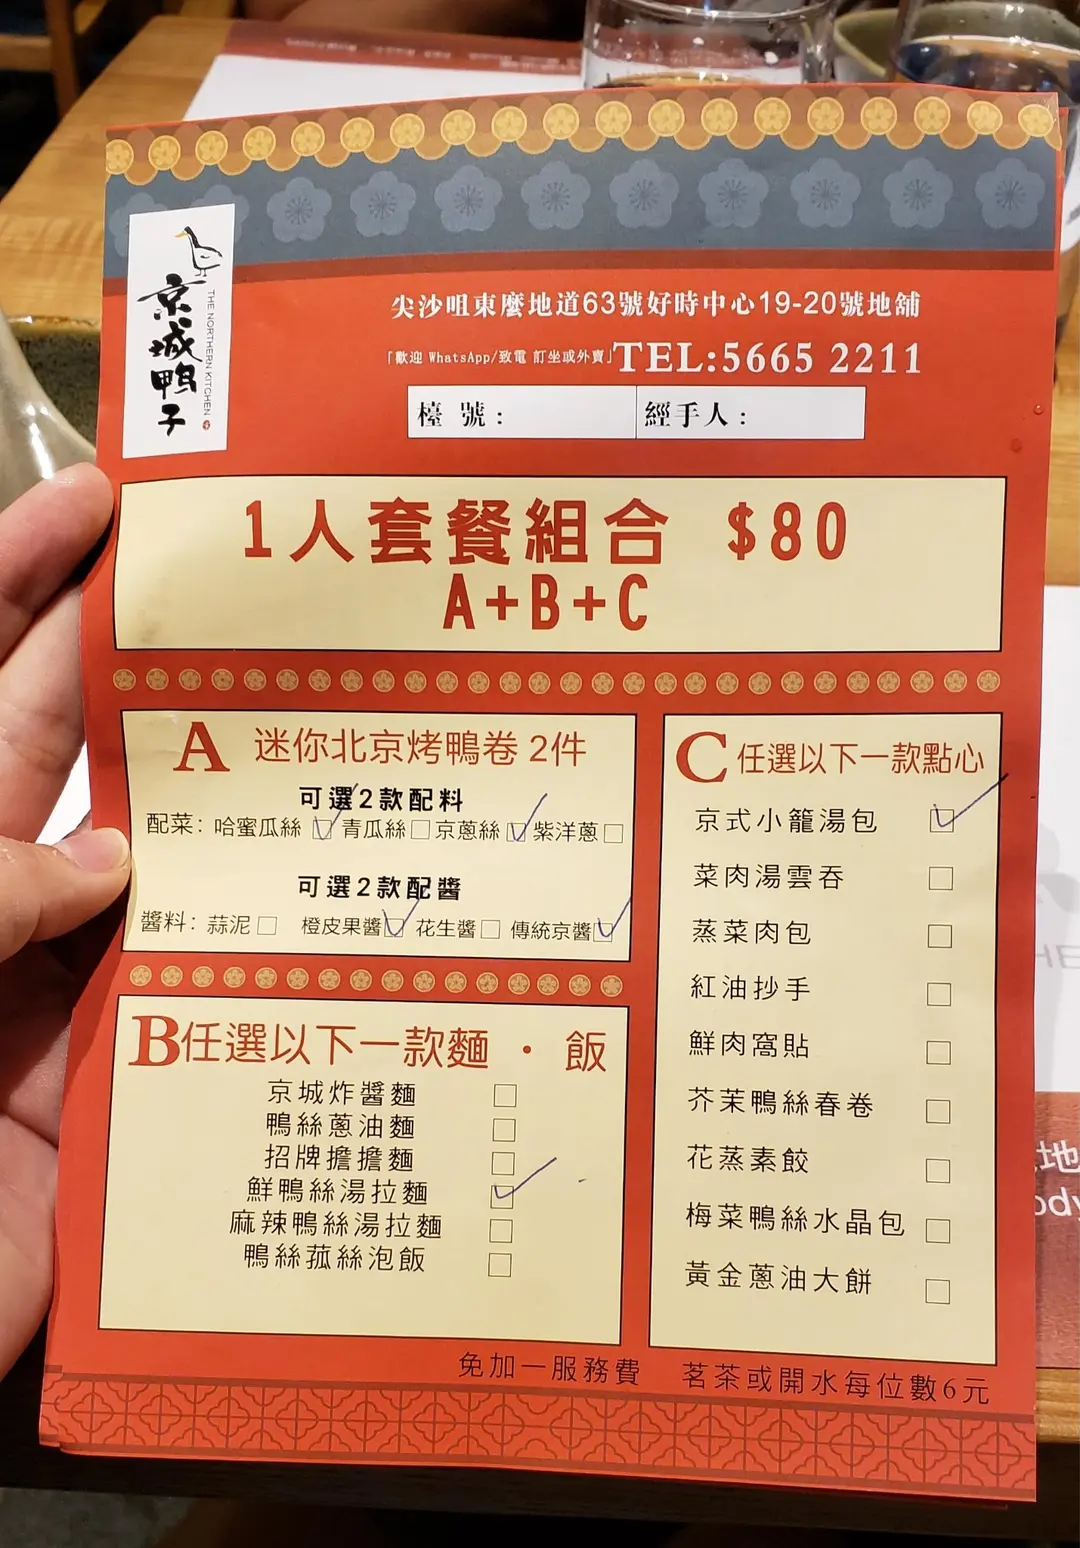 京城鴨子
THE NORTHERN KITCHEN
尖沙咀東麼地道63號好時中心19-20號地舖
「歡迎 WhatsApp/致電 訂坐或外賣」TEL:5665 2211
檯 號: 經手人:
1人套餐組合 $80
A+B+C
A 迷你北京烤鴨卷 2件
可選2款配料
配菜: 哈蜜瓜絲 青瓜絲 京蔥絲 紫洋蔥
可選2款配醬
醬料: 蒜泥 橙皮果醬 花生醬 傳統京醬
B任選以下一款麵 · 飯
京城炸醬麵
鴨絲蔥油麵
招牌擔擔麵
鮮鴨絲湯拉麵
麻辣鴨絲湯拉麵
鴨絲菰絲泡飯
C任選以下一款點心
京式小籠湯包
菜肉湯雲吞
蒸菜肉包
紅油抄手
鮮肉窩貼
芥茉鴨絲春卷
花蒸素餃
梅菜鴨絲水晶包
黃金蔥油大餅
免加一服務費 茗茶或開水每位數6元
地